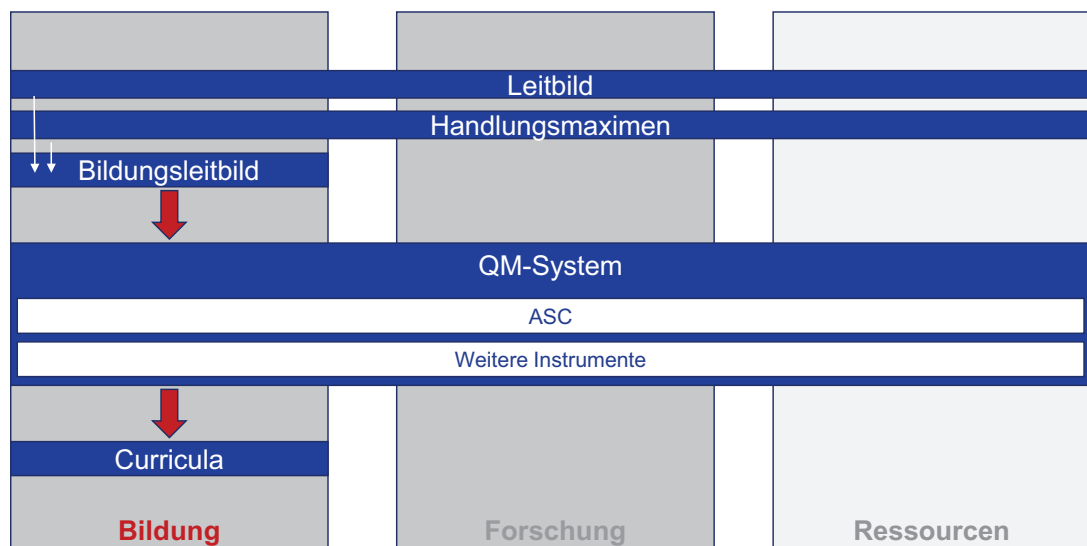 Leitbild
Handlungsmaximen
Bildungsleitbild
QM-System
ASC
Weitere Instrumente
Curricula
Bildung
Forschung
Ressourcen